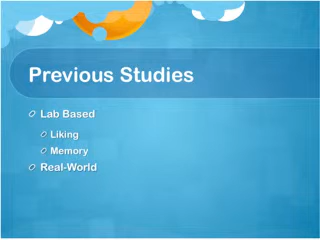 Previous Studies
Lab Based
Liking
Memory
Real-World